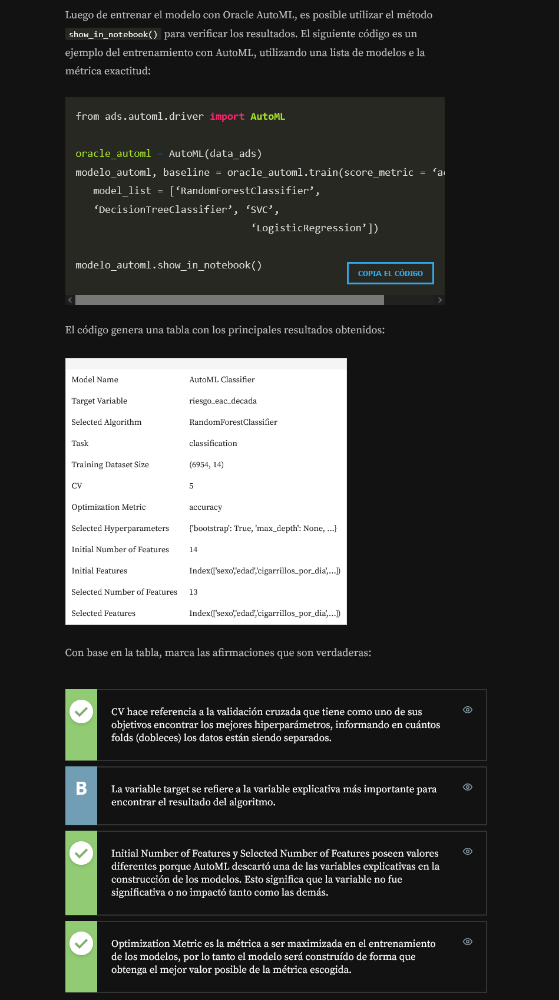 Luego de entrenar el modelo con Oracle AutoML, es posible utilizar el método
show_in_notebook() para verificar los resultados. El siguiente código es un
ejemplo del entrenamiento con AutoML, utilizando una lista de modelos e la
métrica exactitud:
from ads.automl.driver import AutoML
oracle_automl = AutoML(data_ads)
modelo_automl, baseline = oracle_automl.train(score_metric = ‘ac
model_list = [‘RandomForestClassifier’,
‘DecisionTreeClassifier’, ‘SVC’,
‘LogisticRegression’])
modelo_automl.show_in_notebook()
COPIA EL CÓDIGO
El código genera una tabla con los principales resultados obtenidos:
Model Name AutoML Classifier
Target Variable riesgo_eac_decada
Selected Algorithm RandomForestClassifier
Task classification
Training Dataset Size (6954, 14)
CV 5
Optimization Metric accuracy
Selected Hyperparameters {'bootstrap': True, 'max_depth': None, ...}
Initial Number of Features 14
Initial Features Index(['sexo','edad','cigarrillos_por_dia',...])
Selected Number of Features 13
Selected Features Index(['sexo','edad','cigarrillos_por_dia',...])
Con base en la tabla, marca las afirmaciones que son verdaderas:
CV hace referencia a la validación cruzada que tiene como uno de sus
objetivos encontrar los mejores hiperparámetros, informando en cuántos
folds (dobleces) los datos están siendo separados.
B
La variable target se refiere a la variable explicativa más importante para
encontrar el resultado del algoritmo.
Initial Number of Features y Selected Number of Features poseen valores
diferentes porque AutoML descartó una de las variables explicativas en la
construcción de los modelos. Esto significa que la variable no fue
significativa o no impactó tanto como las demás.
Optimization Metric es la métrica a ser maximizada en el entrenamiento
de los modelos, por lo tanto el modelo será construído de forma que
obtenga el mejor valor posible de la métrica escogida.